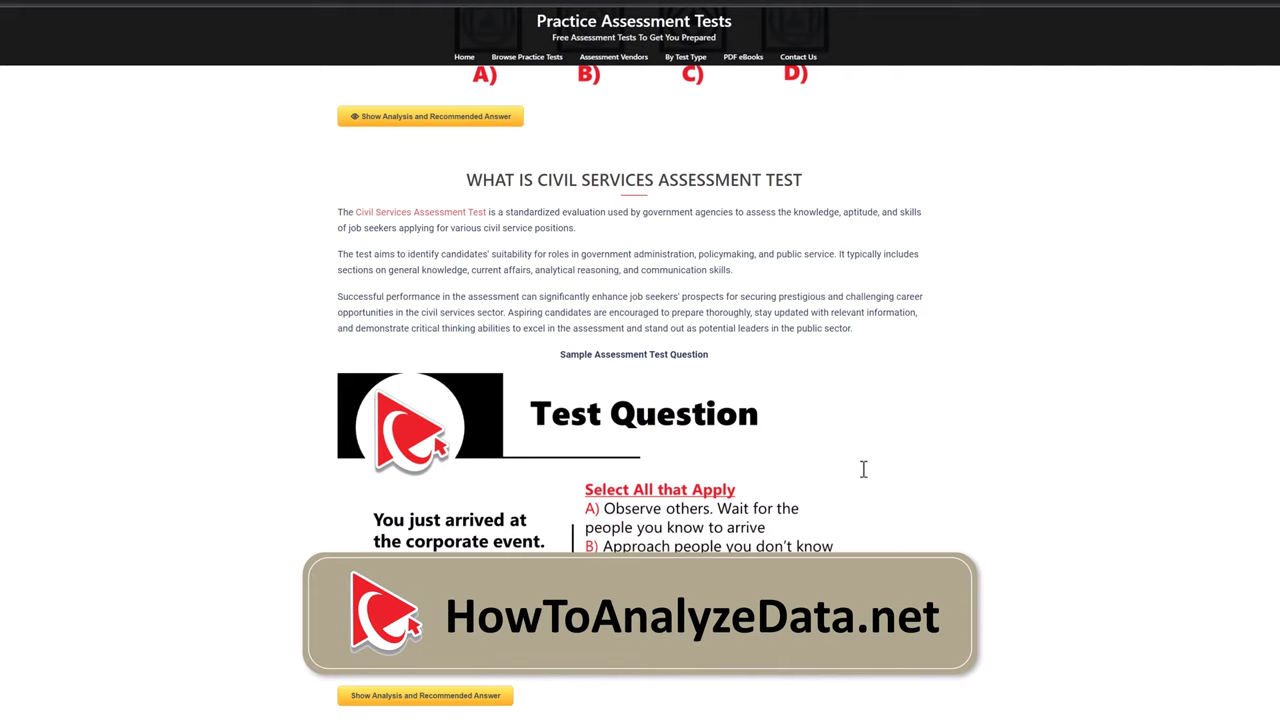 Practice Assessment Tests
Free Assessment Tests To Get You Prepared
Home Browse Practice Tests Assessment Vendors By Test Type PDF eBooks Contact Us
A) B) C) D)
Show Analysis and Recommended Answer
WHAT IS CIVIL SERVICES ASSESSMENT TEST
The Civil Services Assessment Test is a standardized evaluation used by government agencies to assess the knowledge, aptitude, and skills
of job seekers applying for various civil service positions.
The test aims to identify candidates' suitability for roles in government administration, policymaking, and public service. It typically includes
sections on general knowledge, current affairs, analytical reasoning, and communication skills.
Successful performance in the assessment can significantly enhance job seekers' prospects for securing prestigious and challenging career
opportunities in the civil services sector. Aspiring candidates are encouraged to prepare thoroughly, stay updated with relevant information,
and demonstrate critical thinking abilities to excel in the assessment and stand out as potential leaders in the public sector.
Sample Assessment Test Question
Test Question
You just arrived at
the corporate event.
Select All that Apply
A) Observe others. Wait for the
people you know to arrive
B) Approach people you don't know
HowToAnalyzeData.net
Show Analysis and Recommended Answer